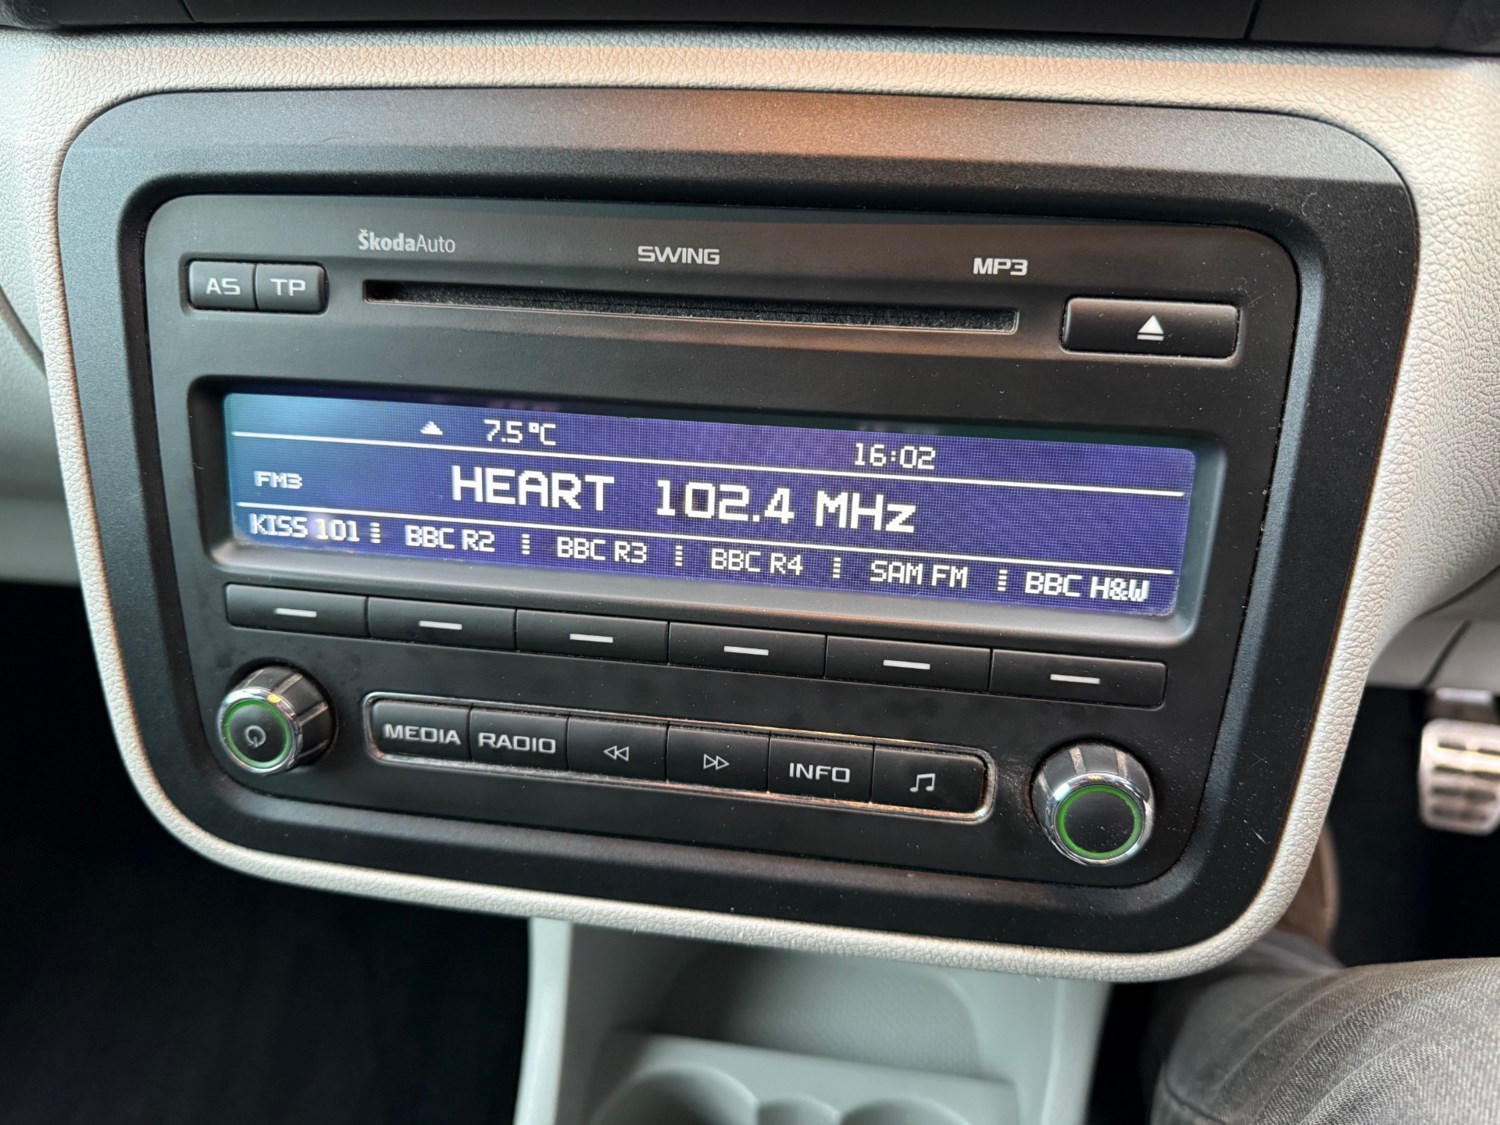 ŠkodaAuto SWING MP3
AS TP
7.5°C 16:02
FM3 HEART 102.4 MHz
KISS 101 BBC R2 BBC R3 BBC R4 SAM FM BBC H&W
MEDIA RADIO INFO